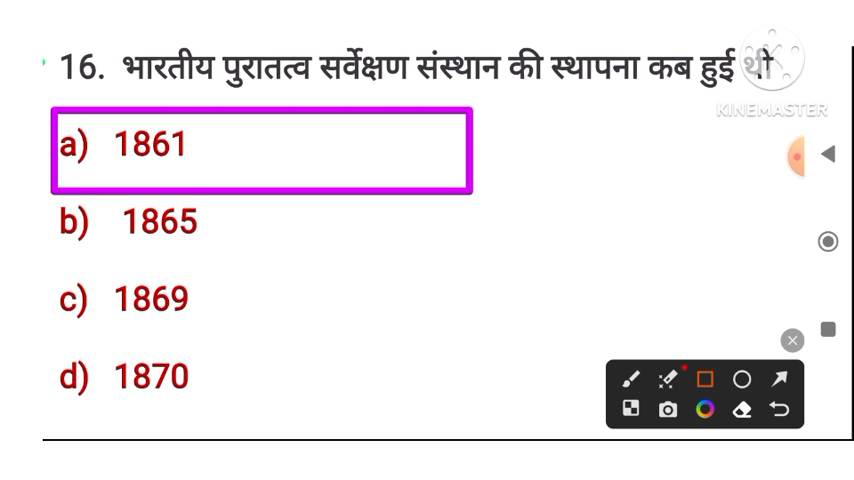 16. भारतीय पुरातत्व सर्वेक्षण संस्थान की स्थापना कब हुई थी
KINEMASTER
a) 1861
b) 1865
c) 1869
d) 1870